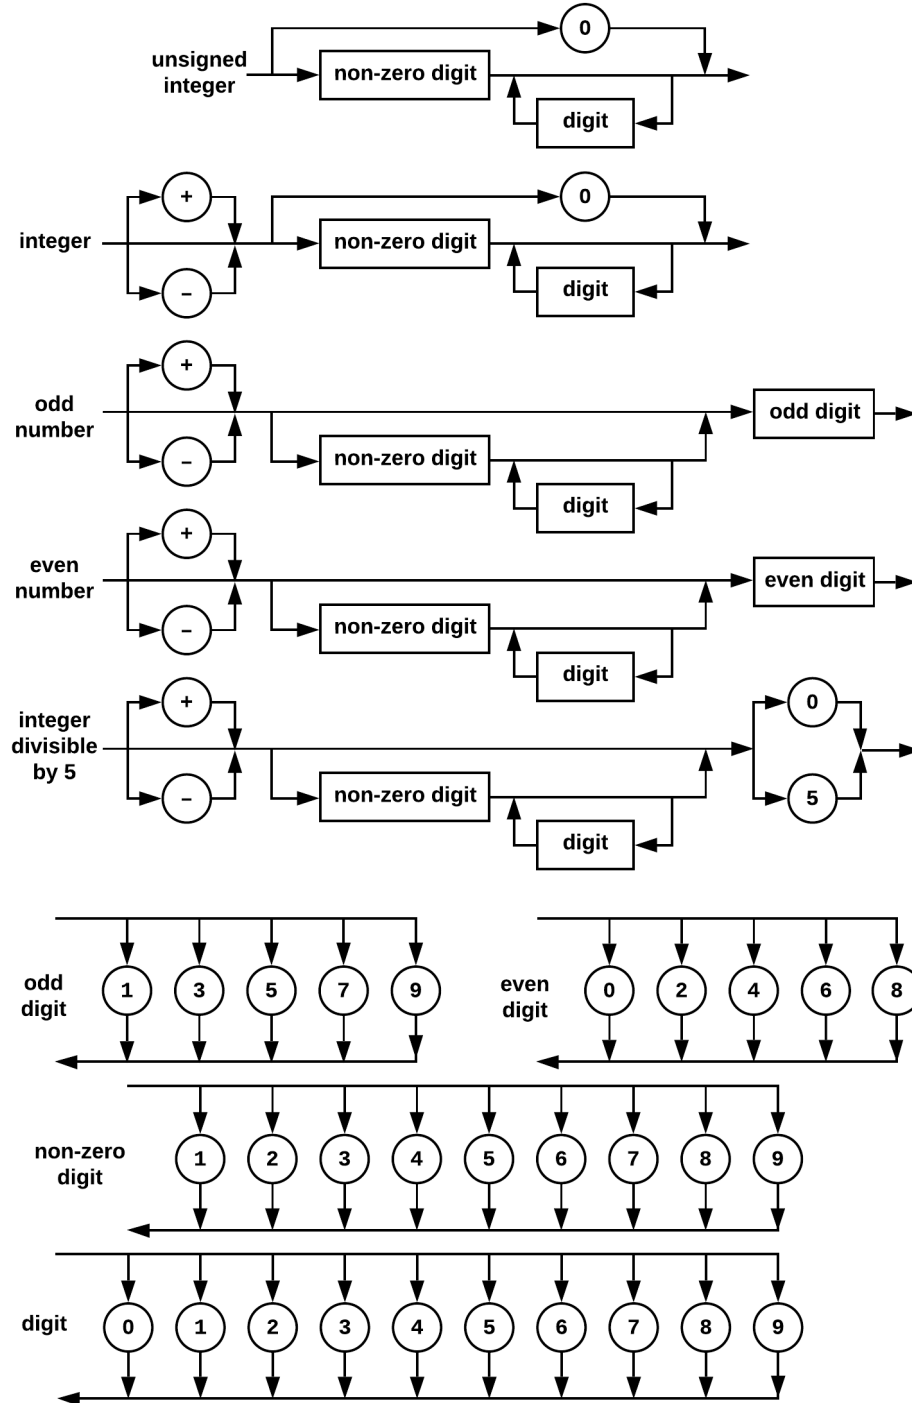 0
unsigned
integer
non-zero digit
digit
+
0
integer
non-zero digit
–
digit
+
odd
number
odd digit
–
non-zero digit
digit
+
even
number
even digit
–
non-zero digit
digit
+
0
integer
divisible
by 5
–
non-zero digit
5
digit
odd
digit
1 3 5 7 9
even
digit
0 2 4 6 8
non-zero
digit
1 2 3 4 5 6 7 8 9
digit
0 1 2 3 4 5 6 7 8 9